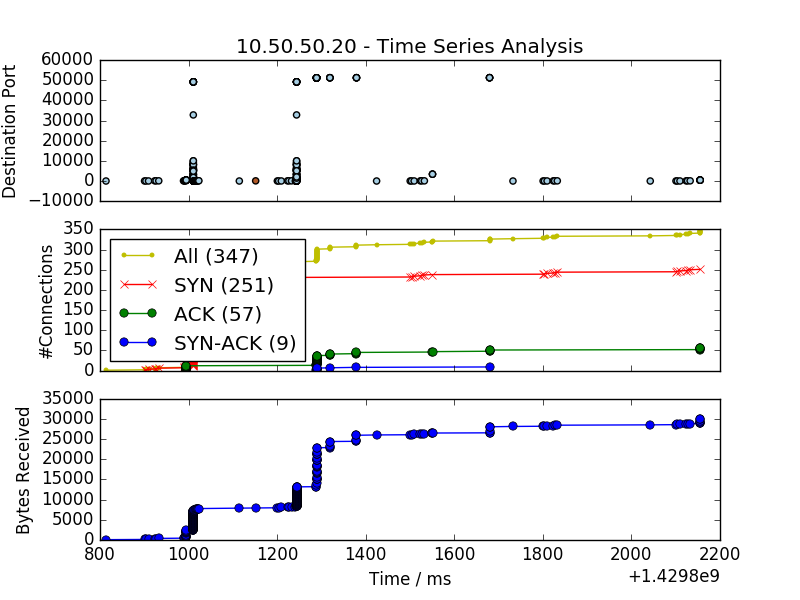 10.50.50.20 - Time Series Analysis
60000
50000
40000
30000
20000
10000
0
−10000
Destination Port
350
300
250
200
150
100
50
0
#Connections
All (347)
SYN (251)
ACK (57)
SYN-ACK (9)
35000
30000
25000
20000
15000
10000
5000
0
Bytes Received
800 1000 1200 1400 1600 1800 2000 2200
Time / ms
+1.4298e9